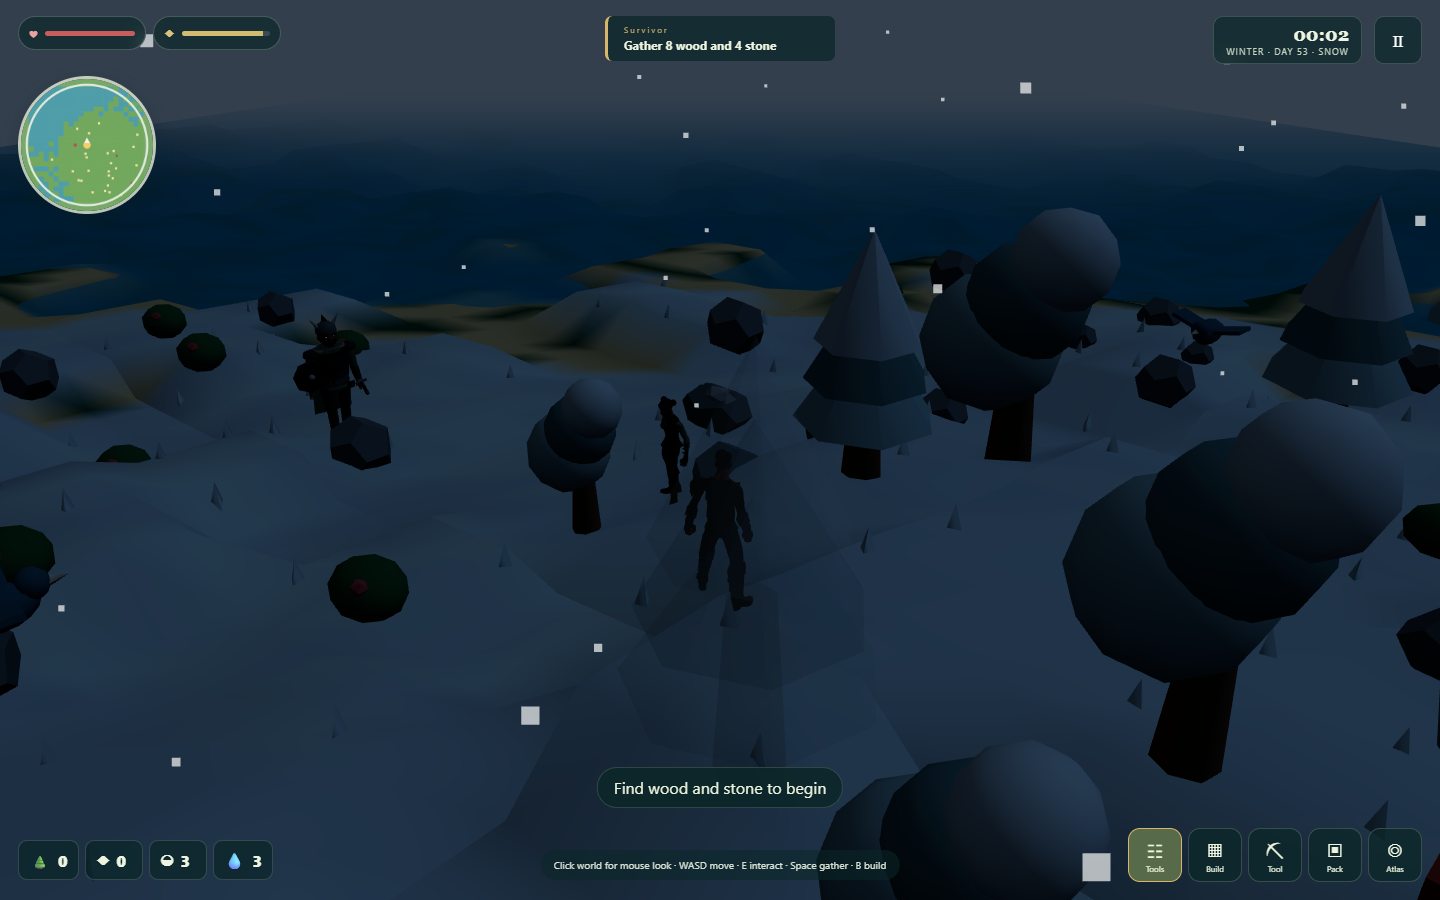 Survivor
Gather 8 wood and 4 stone
00:02
WINTER · DAY 53 · SNOW
II
Find wood and stone to begin
0
0
3
3
Click world for mouse look · WASD move · E interact · Space gather · B build
Tools
Build
Tool
Pack
Atlas